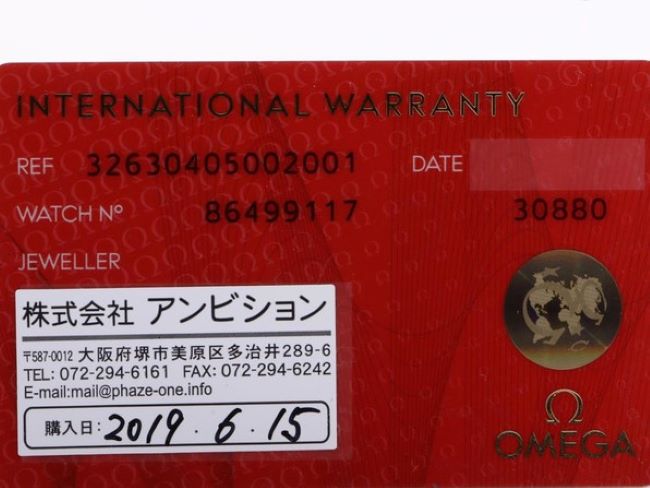 INTERNATIONAL WARRANTY
REF 32630405002001 DATE
WATCH Nº 86499117 30880
JEWELLER
株式会社 アンビション
〒587-0012 大阪府堺市美原区多治井289-6
TEL: 072-294-6161 FAX: 072-294-6242
E-mail:mail@phaze-one.info
購入日: 2019.6.15
Ω
OMEGA